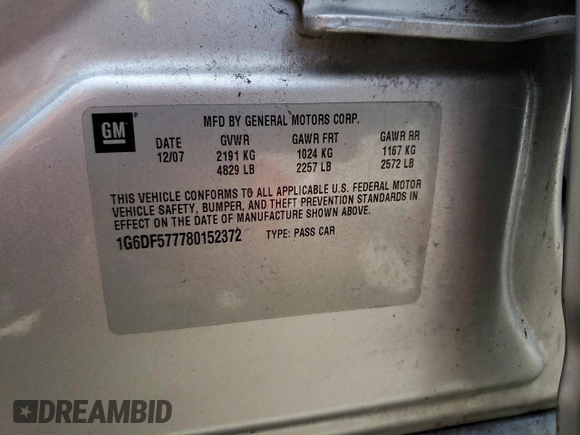 GM
MFD BY GENERAL MOTORS CORP.
DATE GVWR GAWR FRT GAWR RR
12/07 2191 KG 1024 KG 1167 KG
4829 LB 2257 LB 2572 LB
THIS VEHICLE CONFORMS TO ALL APPLICABLE U.S. FEDERAL MOTOR
VEHICLE SAFETY, BUMPER, AND THEFT PREVENTION STANDARDS IN
EFFECT ON THE DATE OF MANUFACTURE SHOWN ABOVE.
1G6DF577780152372 TYPE: PASS CAR
DREAMBID